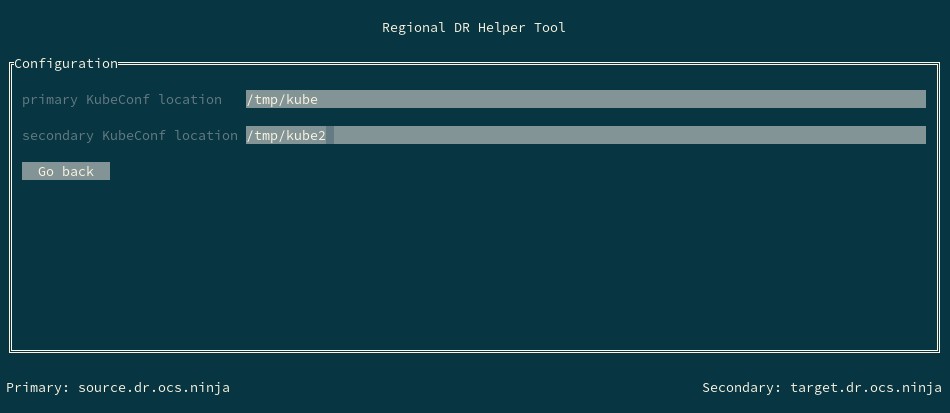 Regional DR Helper Tool
Configuration
primary KubeConf location /tmp/kube
secondary KubeConf location /tmp/kube2
Go back
Primary: source.dr.ocs.ninja Secondary: target.dr.ocs.ninja